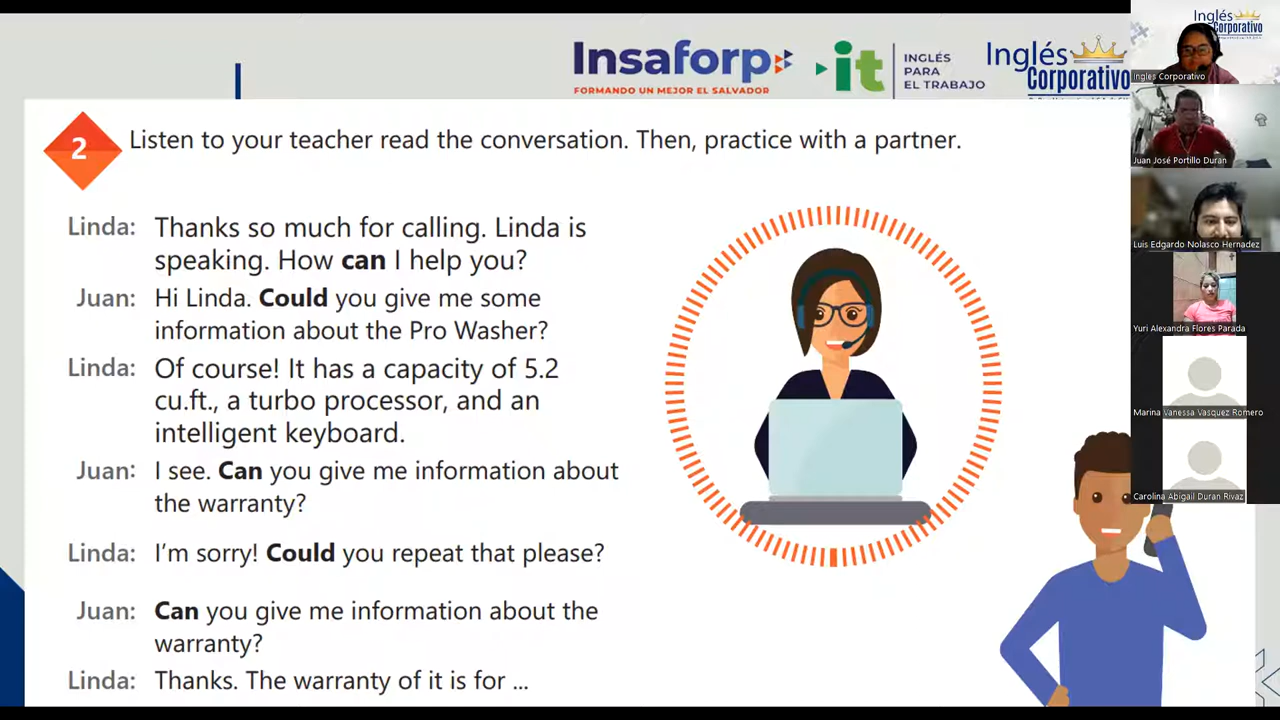 Insaforp
FORMANDO UN MEJOR EL SALVADOR
it
INGLÉS
PARA
EL TRABAJO
Inglés
Corporativo
2
Listen to your teacher read the conversation. Then, practice with a partner.
Linda: Thanks so much for calling. Linda is
speaking. How can I help you?
Juan: Hi Linda. Could you give me some
information about the Pro Washer?
Linda: Of course! It has a capacity of 5.2
cu.ft., a turbo processor, and an
intelligent keyboard.
Juan: I see. Can you give me information about
the warranty?
Linda: I'm sorry! Could you repeat that please?
Juan: Can you give me information about the
warranty?
Linda: Thanks. The warranty of it is for ...
Inglés
Corporativo
Ingles Corporativo
Juan José Portillo Duran
Luis Edgardo Nolasco Hernadez
Yuri Alexandra Flores Parada
Marina Vanessa Vasquez Romero
Carolina Abigail Duran Rivaz